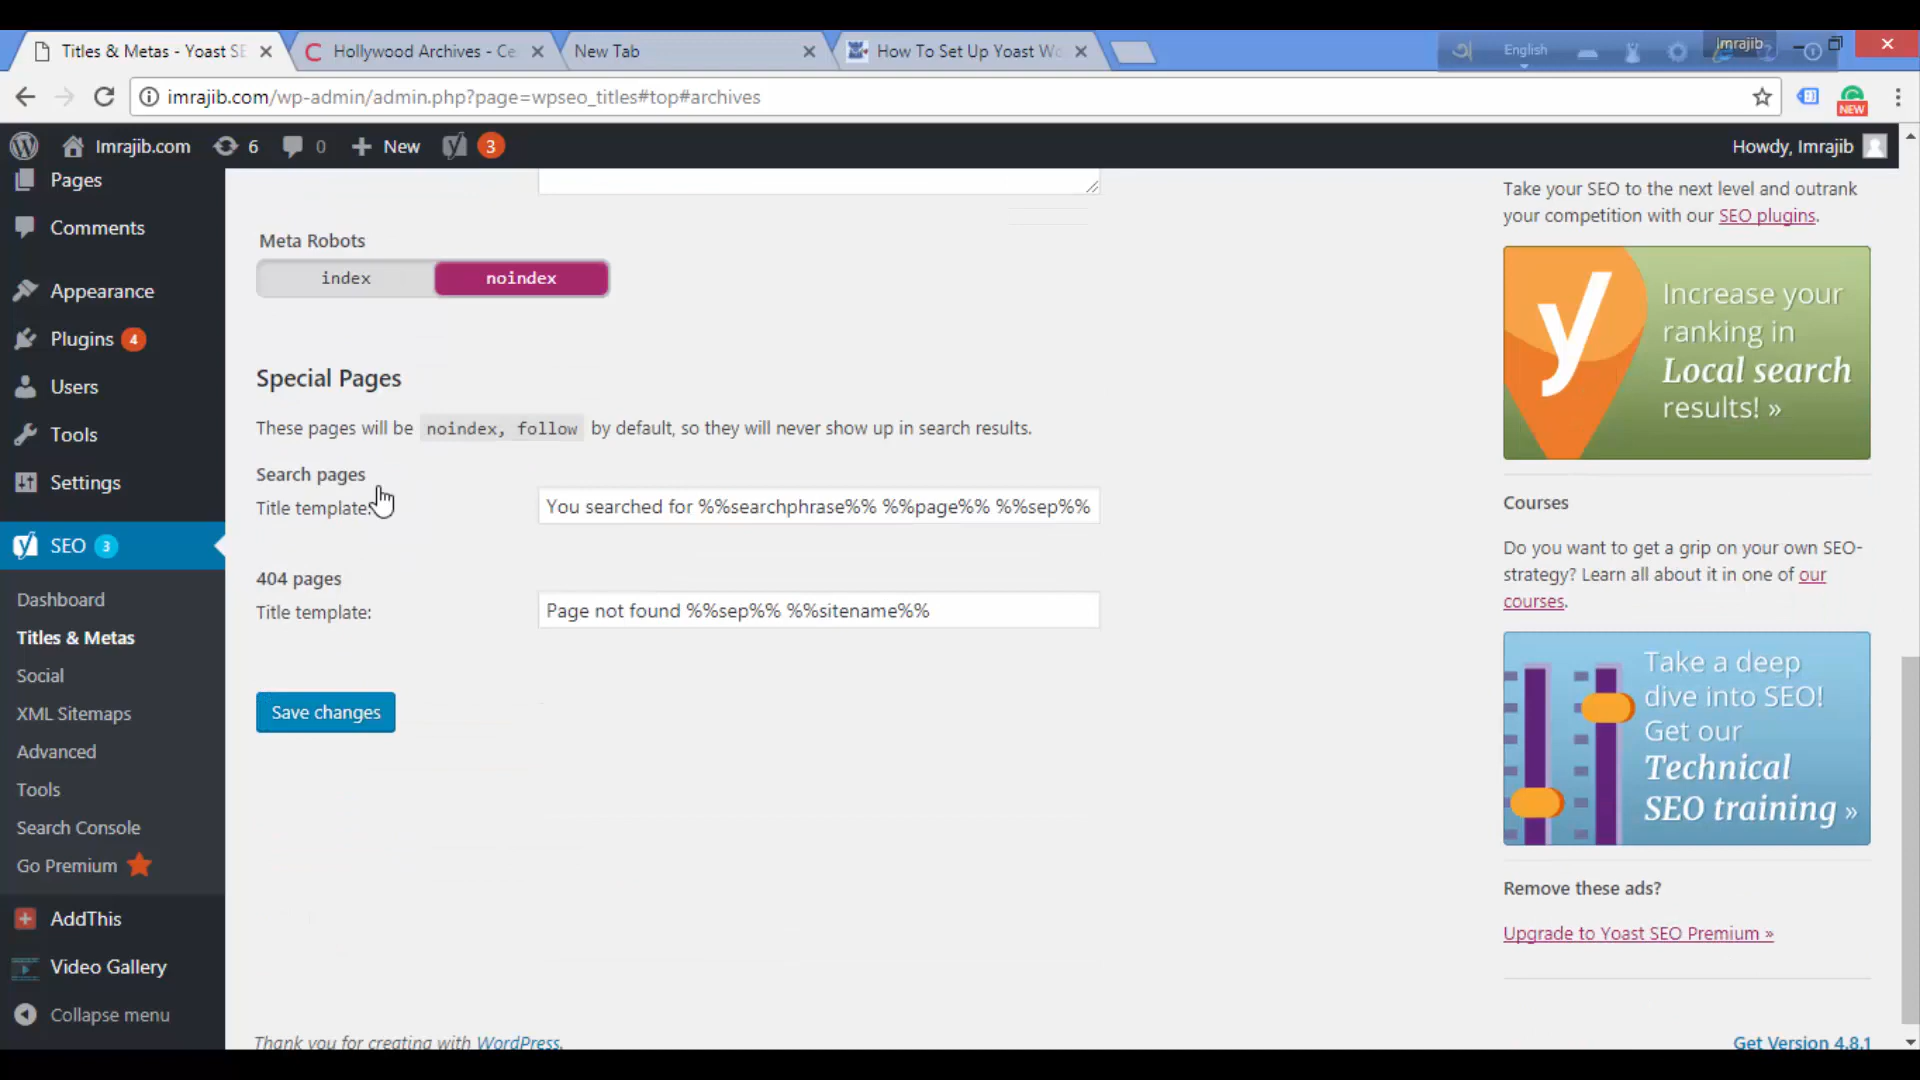 Titles & Metas - Yoast SE
Hollywood Archives - Ce
New Tab
How To Set Up Yoast Wo
English
Imrajib
imrajib.com/wp-admin/admin.php?page=wpseo_titles#top#archives
NEW
Imrajib.com
6
0
New
3
Howdy, Imrajib
Pages
Comments
Appearance
Plugins 4
Users
Tools
Settings
SEO 3
Dashboard
Titles & Metas
Social
XML Sitemaps
Advanced
Tools
Search Console
Go Premium
AddThis
Video Gallery
Collapse menu
Meta Robots
index
noindex
Special Pages
These pages will be noindex, follow by default, so they will never show up in search results.
Search pages
Title template:
You searched for %%searchphrase%% %%page%% %%sep%%
404 pages
Title template:
Page not found %%sep%% %%sitename%%
Save changes
Thank you for creating with WordPress.
Take your SEO to the next level and outrank
your competition with our SEO plugins.
y
Increase your
ranking in
Local search
results! »
Courses
Do you want to get a grip on your own SEO-
strategy? Learn all about it in one of our
courses.
Take a deep
dive into SEO!
Get our
Technical
SEO training »
Remove these ads?
Upgrade to Yoast SEO Premium »
Get Version 4.8.1